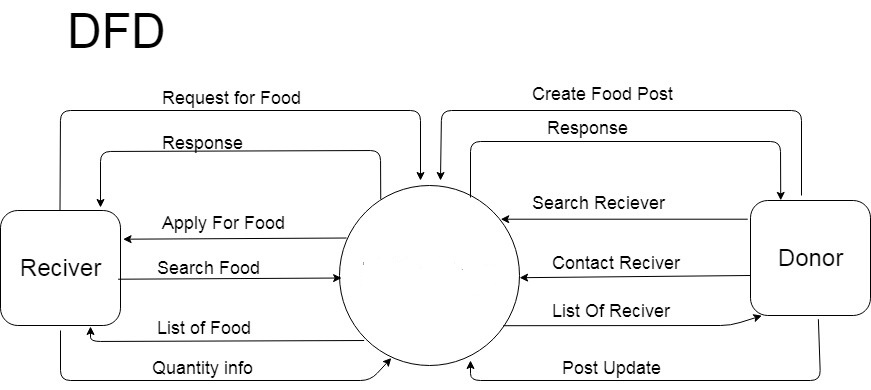 DFD
Request for Food
Create Food Post
Response
Response
Apply For Food
Search Reciever
Reciver
Search Food
Contact Reciver
Donor
List of Food
List Of Reciver
Quantity info
Post Update